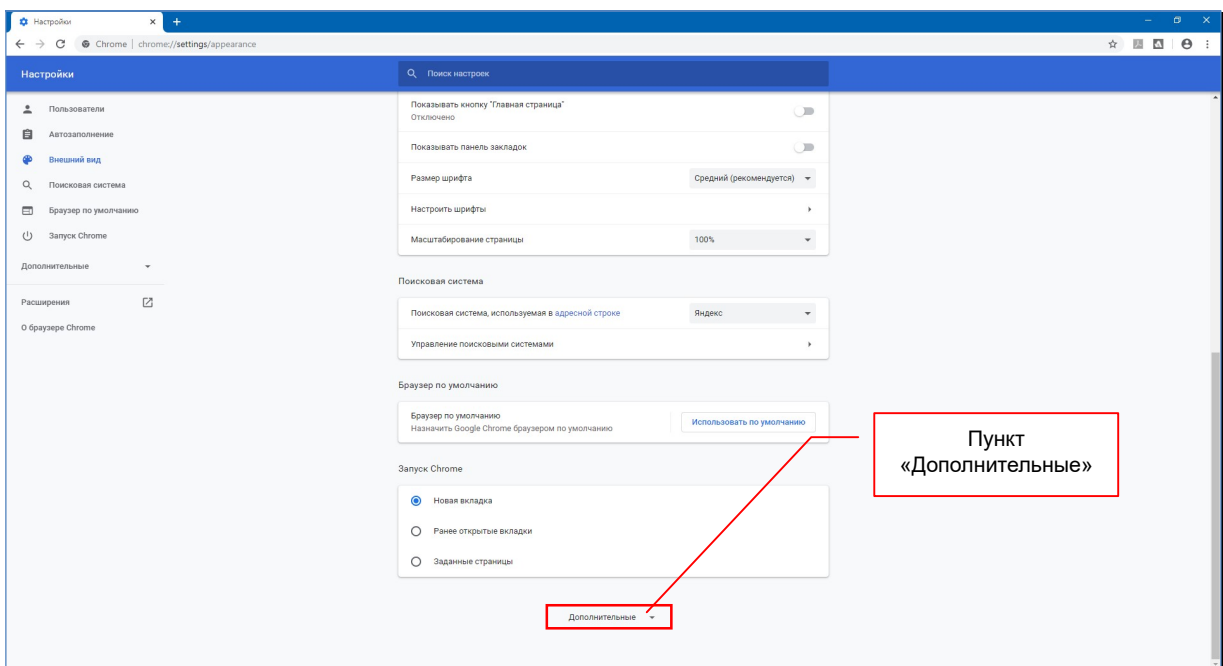 Настройки
Chrome | chrome://settings/appearance
Настройки
Поиск настроек
Пользователи
Автозаполнение
Внешний вид
Поисковая система
Браузер по умолчанию
Запуск Chrome
Дополнительные
Расширения
О браузере Chrome
Показывать кнопку "Главная страница"
Отключено
Показывать панель закладок
Размер шрифта
Средний (рекомендуется)
Настроить шрифты
Масштабирование страницы
100%
Поисковая система
Поисковая система, используемая в адресной строке
Яндекс
Управление поисковыми системами
Браузер по умолчанию
Браузер по умолчанию
Назначить Google Chrome браузером по умолчанию
Использовать по умолчанию
Запуск Chrome
Новая вкладка
Ранее открытые вкладки
Заданные страницы
Дополнительные
Пункт
«Дополнительные»